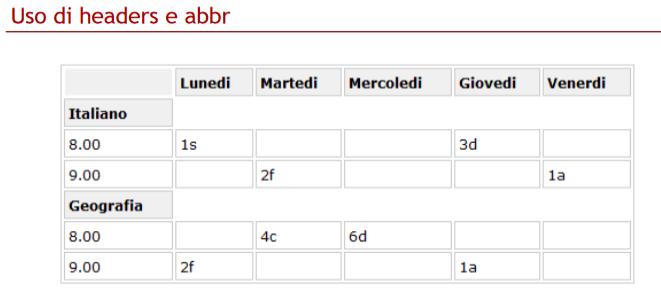 Uso di headers e abbr
Lunedi Martedi Mercoledi Giovedi Venerdi
Italiano
8.00 1s 3d
9.00 2f 1a
Geografia
8.00 4c 6d
9.00 2f 1a